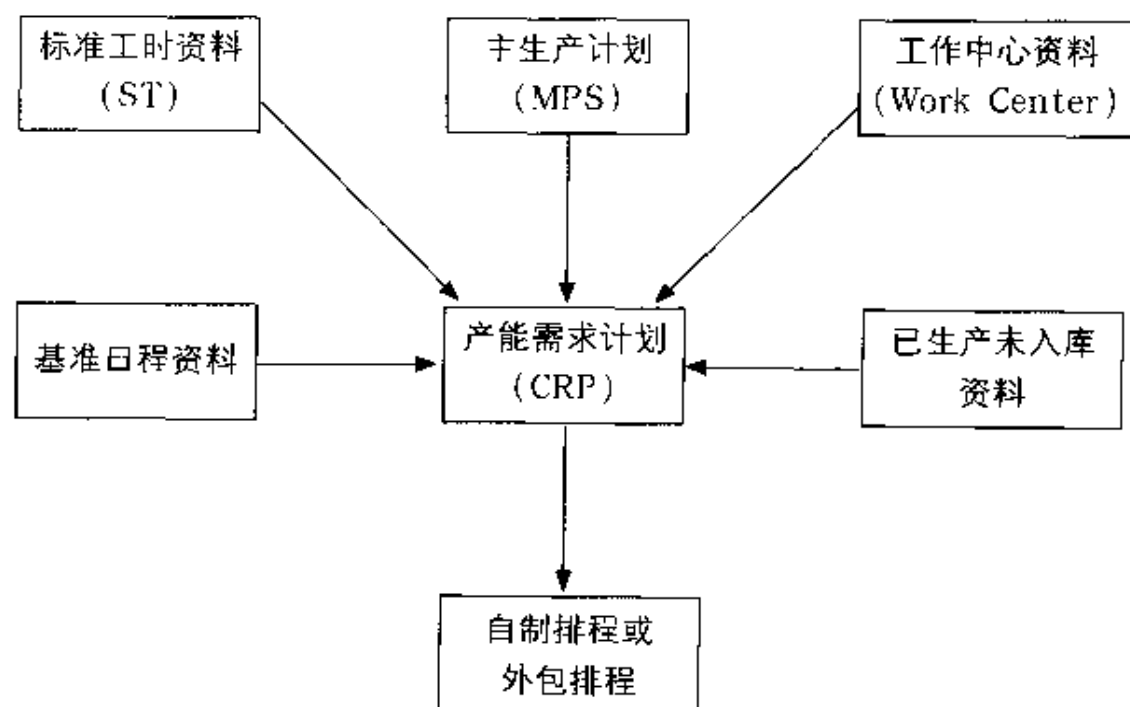 标准工时资料
(ST)
主生产计划
(MPS)
工作中心资料
(Work Center)
基准日程资料
产能需求计划
(CRP)
已生产未入库
资料
自制排程或
外包排程